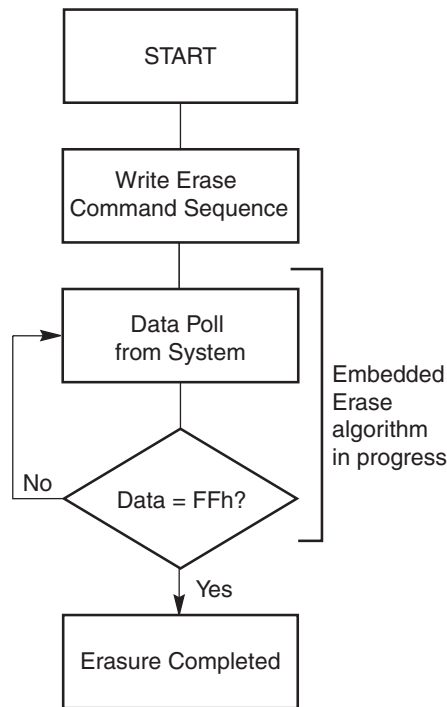 START
Write Erase
Command Sequence
Data Poll
from System
Embedded
Erase
algorithm
in progress
No
Data = FFh?
Yes
Erasure Completed